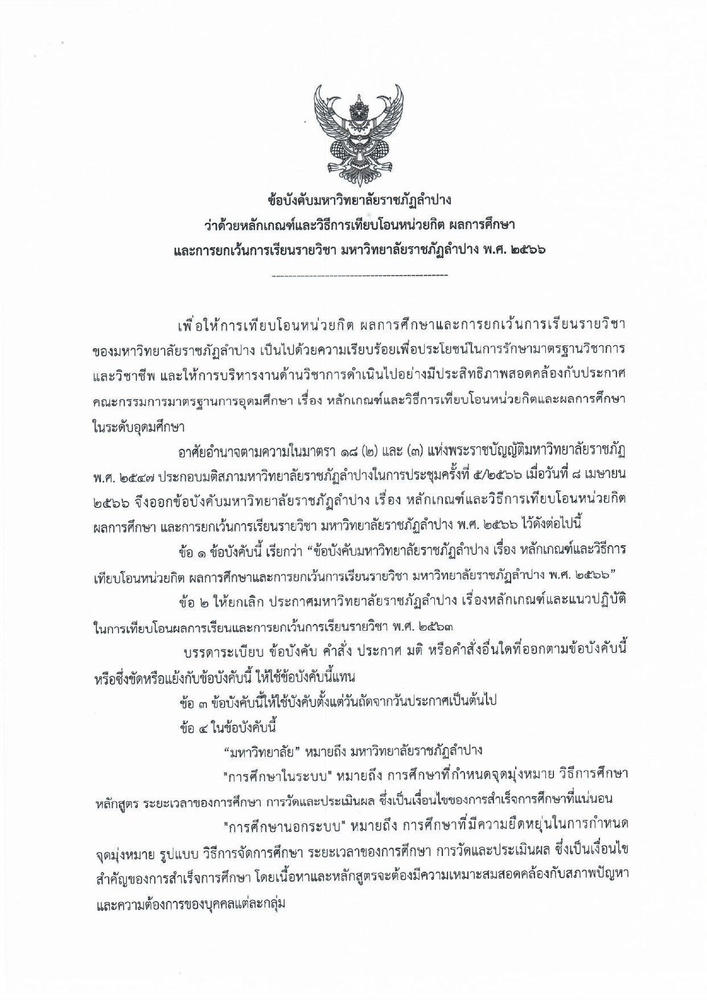 ข้อบังคับมหาวิทยาลัยราชภัฏลำปาง
ว่าด้วยหลักเกณฑ์และวิธีการเทียบโอนหน่วยกิต ผลการศึกษา
และการยกเว้นการเรียนรายวิชา มหาวิทยาลัยราชภัฏลำปาง พ.ศ. ๒๕๖๖
-------------------------------------------
เพื่อให้การเทียบโอนหน่วยกิต ผลการศึกษาและการยกเว้นการเรียนรายวิชา
ของมหาวิทยาลัยราชภัฏลำปาง เป็นไปด้วยความเรียบร้อยเพื่อประโยชน์ในการรักษามาตรฐานวิชาการ
และวิชาชีพ และให้การบริหารงานด้านวิชาการดำเนินไปอย่างมีประสิทธิภาพสอดคล้องกับประกาศ
คณะกรรมการมาตรฐานการอุดมศึกษา เรื่อง หลักเกณฑ์และวิธีการเทียบโอนหน่วยกิตและผลการศึกษา
ในระดับอุดมศึกษา
อาศัยอำนาจตามความในมาตรา ๑๘ (๒) และ (๓) แห่งพระราชบัญญัติมหาวิทยาลัยราชภัฏ
พ.ศ. ๒๕๔๗ ประกอบมติสภามหาวิทยาลัยราชภัฏลำปางในการประชุมครั้งที่ ๕/๒๕๖๖ เมื่อวันที่ ๘ เมษายน
๒๕๖๖ จึงออกข้อบังคับมหาวิทยาลัยราชภัฏลำปาง เรื่อง หลักเกณฑ์และวิธีการเทียบโอนหน่วยกิต
ผลการศึกษา และการยกเว้นการเรียนรายวิชา มหาวิทยาลัยราชภัฏลำปาง พ.ศ. ๒๕๖๖ ไว้ดังต่อไปนี้
ข้อ ๑ ข้อบังคับนี้ เรียกว่า “ข้อบังคับมหาวิทยาลัยราชภัฏลำปาง เรื่อง หลักเกณฑ์และวิธีการ
เทียบโอนหน่วยกิต ผลการศึกษาและการยกเว้นการเรียนรายวิชา มหาวิทยาลัยราชภัฏลำปาง พ.ศ. ๒๕๖๖”
ข้อ ๒ ให้ยกเลิก ประกาศมหาวิทยาลัยราชภัฏลำปาง เรื่องหลักเกณฑ์และแนวปฏิบัติ
ในการเทียบโอนผลการเรียนและการยกเว้นการเรียนรายวิชา พ.ศ. ๒๕๖๓
บรรดาระเบียบ ข้อบังคับ คำสั่ง ประกาศ มติ หรือคำสั่งอื่นใดที่ออกตามข้อบังคับนี้
หรือซึ่งขัดหรือแย้งกับข้อบังคับนี้ ให้ใช้ข้อบังคับนี้แทน
ข้อ ๓ ข้อบังคับนี้ให้ใช้บังคับตั้งแต่วันถัดจากวันประกาศเป็นต้นไป
ข้อ ๔ ในข้อบังคับนี้
“มหาวิทยาลัย” หมายถึง มหาวิทยาลัยราชภัฏลำปาง
"การศึกษาในระบบ" หมายถึง การศึกษาที่กำหนดจุดมุ่งหมาย วิธีการศึกษา
หลักสูตร ระยะเวลาของการศึกษา การวัดและประเมินผล ซึ่งเป็นเงื่อนไขของการสำเร็จการศึกษาที่แน่นอน
"การศึกษานอกระบบ" หมายถึง การศึกษาที่มีความยืดหยุ่นในการกำหนด
จุดมุ่งหมาย รูปแบบ วิธีการจัดการศึกษา ระยะเวลาของการศึกษา การวัดและประเมินผล ซึ่งเป็นเงื่อนไข
สำคัญของการสำเร็จการศึกษา โดยเนื้อหาและหลักสูตรจะต้องมีความเหมาะสมสอดคล้องกับสภาพปัญหา
และความต้องการของบุคคลแต่ละกลุ่ม